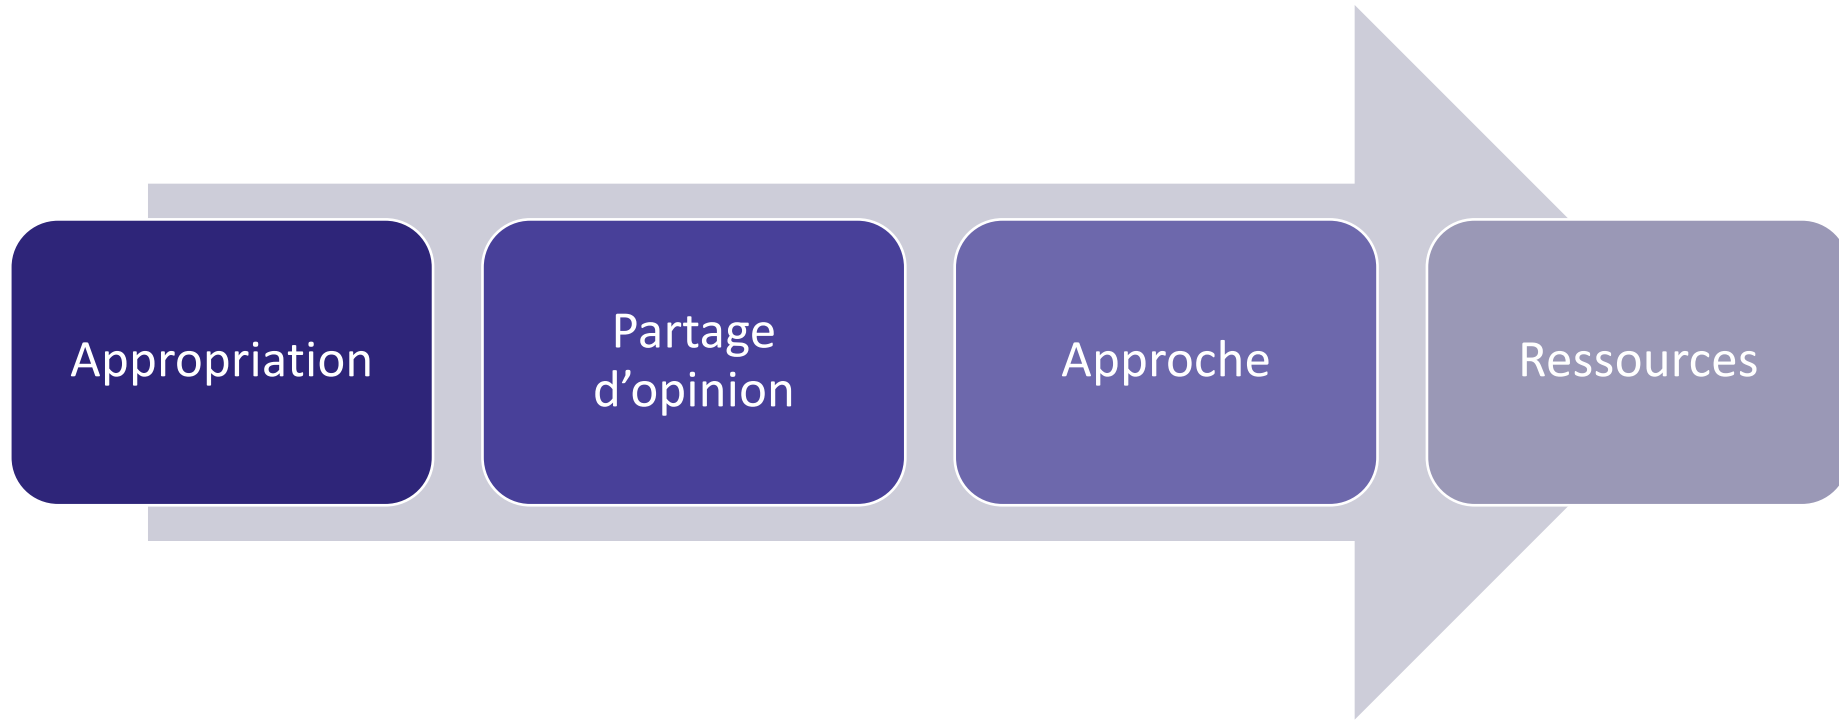 Appropriation
Partage
d’opinion
Approche
Ressources